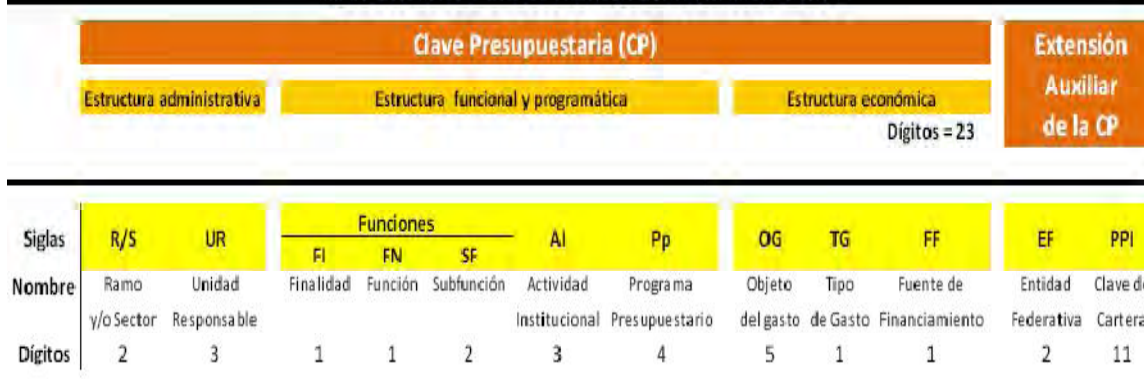 Clave Presupuestaria (CP)
Extensión
Auxiliar
de la CP
Estructura administrativa
Estructura funcional y programática
Estructura económica
Dígitos = 23
Siglas R/S UR Funciones AI Pp OG TG FF EF PPI
FI FN SF
Nombre Ramo Unidad Finalidad Función Subfunción Actividad Programa Objeto Tipo Fuente de Entidad Clave de
y/o Sector Responsable Institucional Presupuestario del gasto de Gasto Financiamiento Federativa Cartera
Dígitos 2 3 1 1 2 3 4 5 1 1 2 11